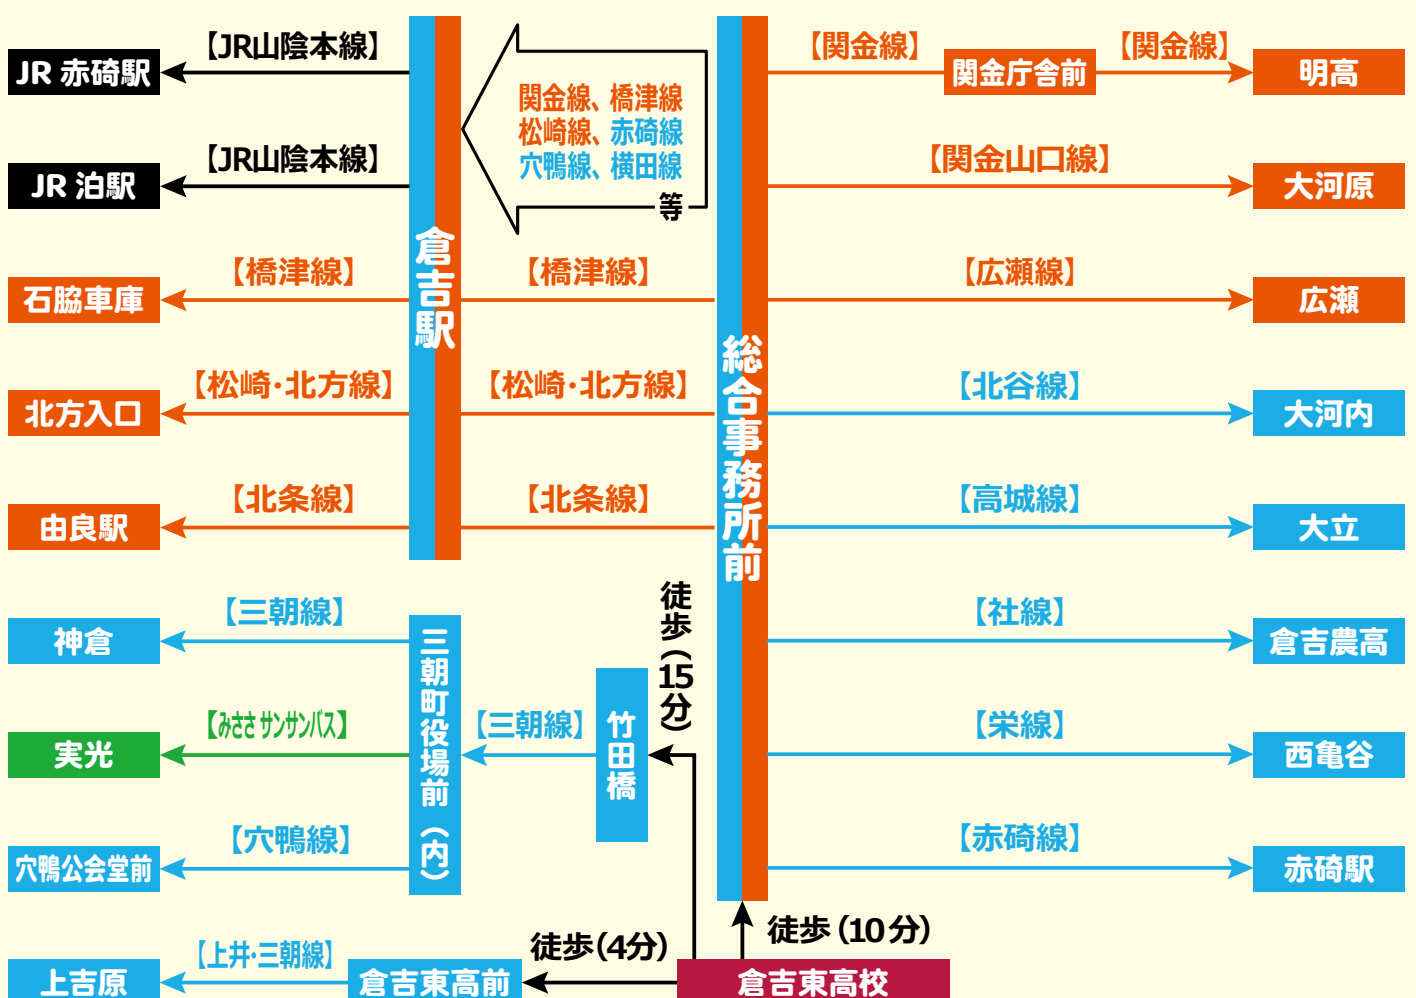 【JR山陰本線】
JR 赤碕駅
【JR山陰本線】
JR 泊駅
【橋津線】
石脇車庫
【松崎・北方線】
北方入口
【北条線】
由良駅
【三朝線】
神倉
【みささ サンサンバス】
実光
【穴鴨線】
穴鴨公会堂前
【上井・三朝線】
上吉原
倉吉駅
三朝町役場前（内）
関金線、橋津線
松崎線、赤碕線
穴鴨線、横田線
等
【橋津線】
【松崎・北方線】
【北条線】
【三朝線】
竹田橋
徒歩（15分）
徒歩（4分）
倉吉東高前
総合事務所前
徒歩（10分）
倉吉東高校
【関金線】
関金庁舎前
【関金線】
明高
【関金山口線】
大河原
【広瀬線】
広瀬
【北谷線】
大河内
【高城線】
大立
【社線】
倉吉農高
【栄線】
西亀谷
【赤碕線】
赤碕駅